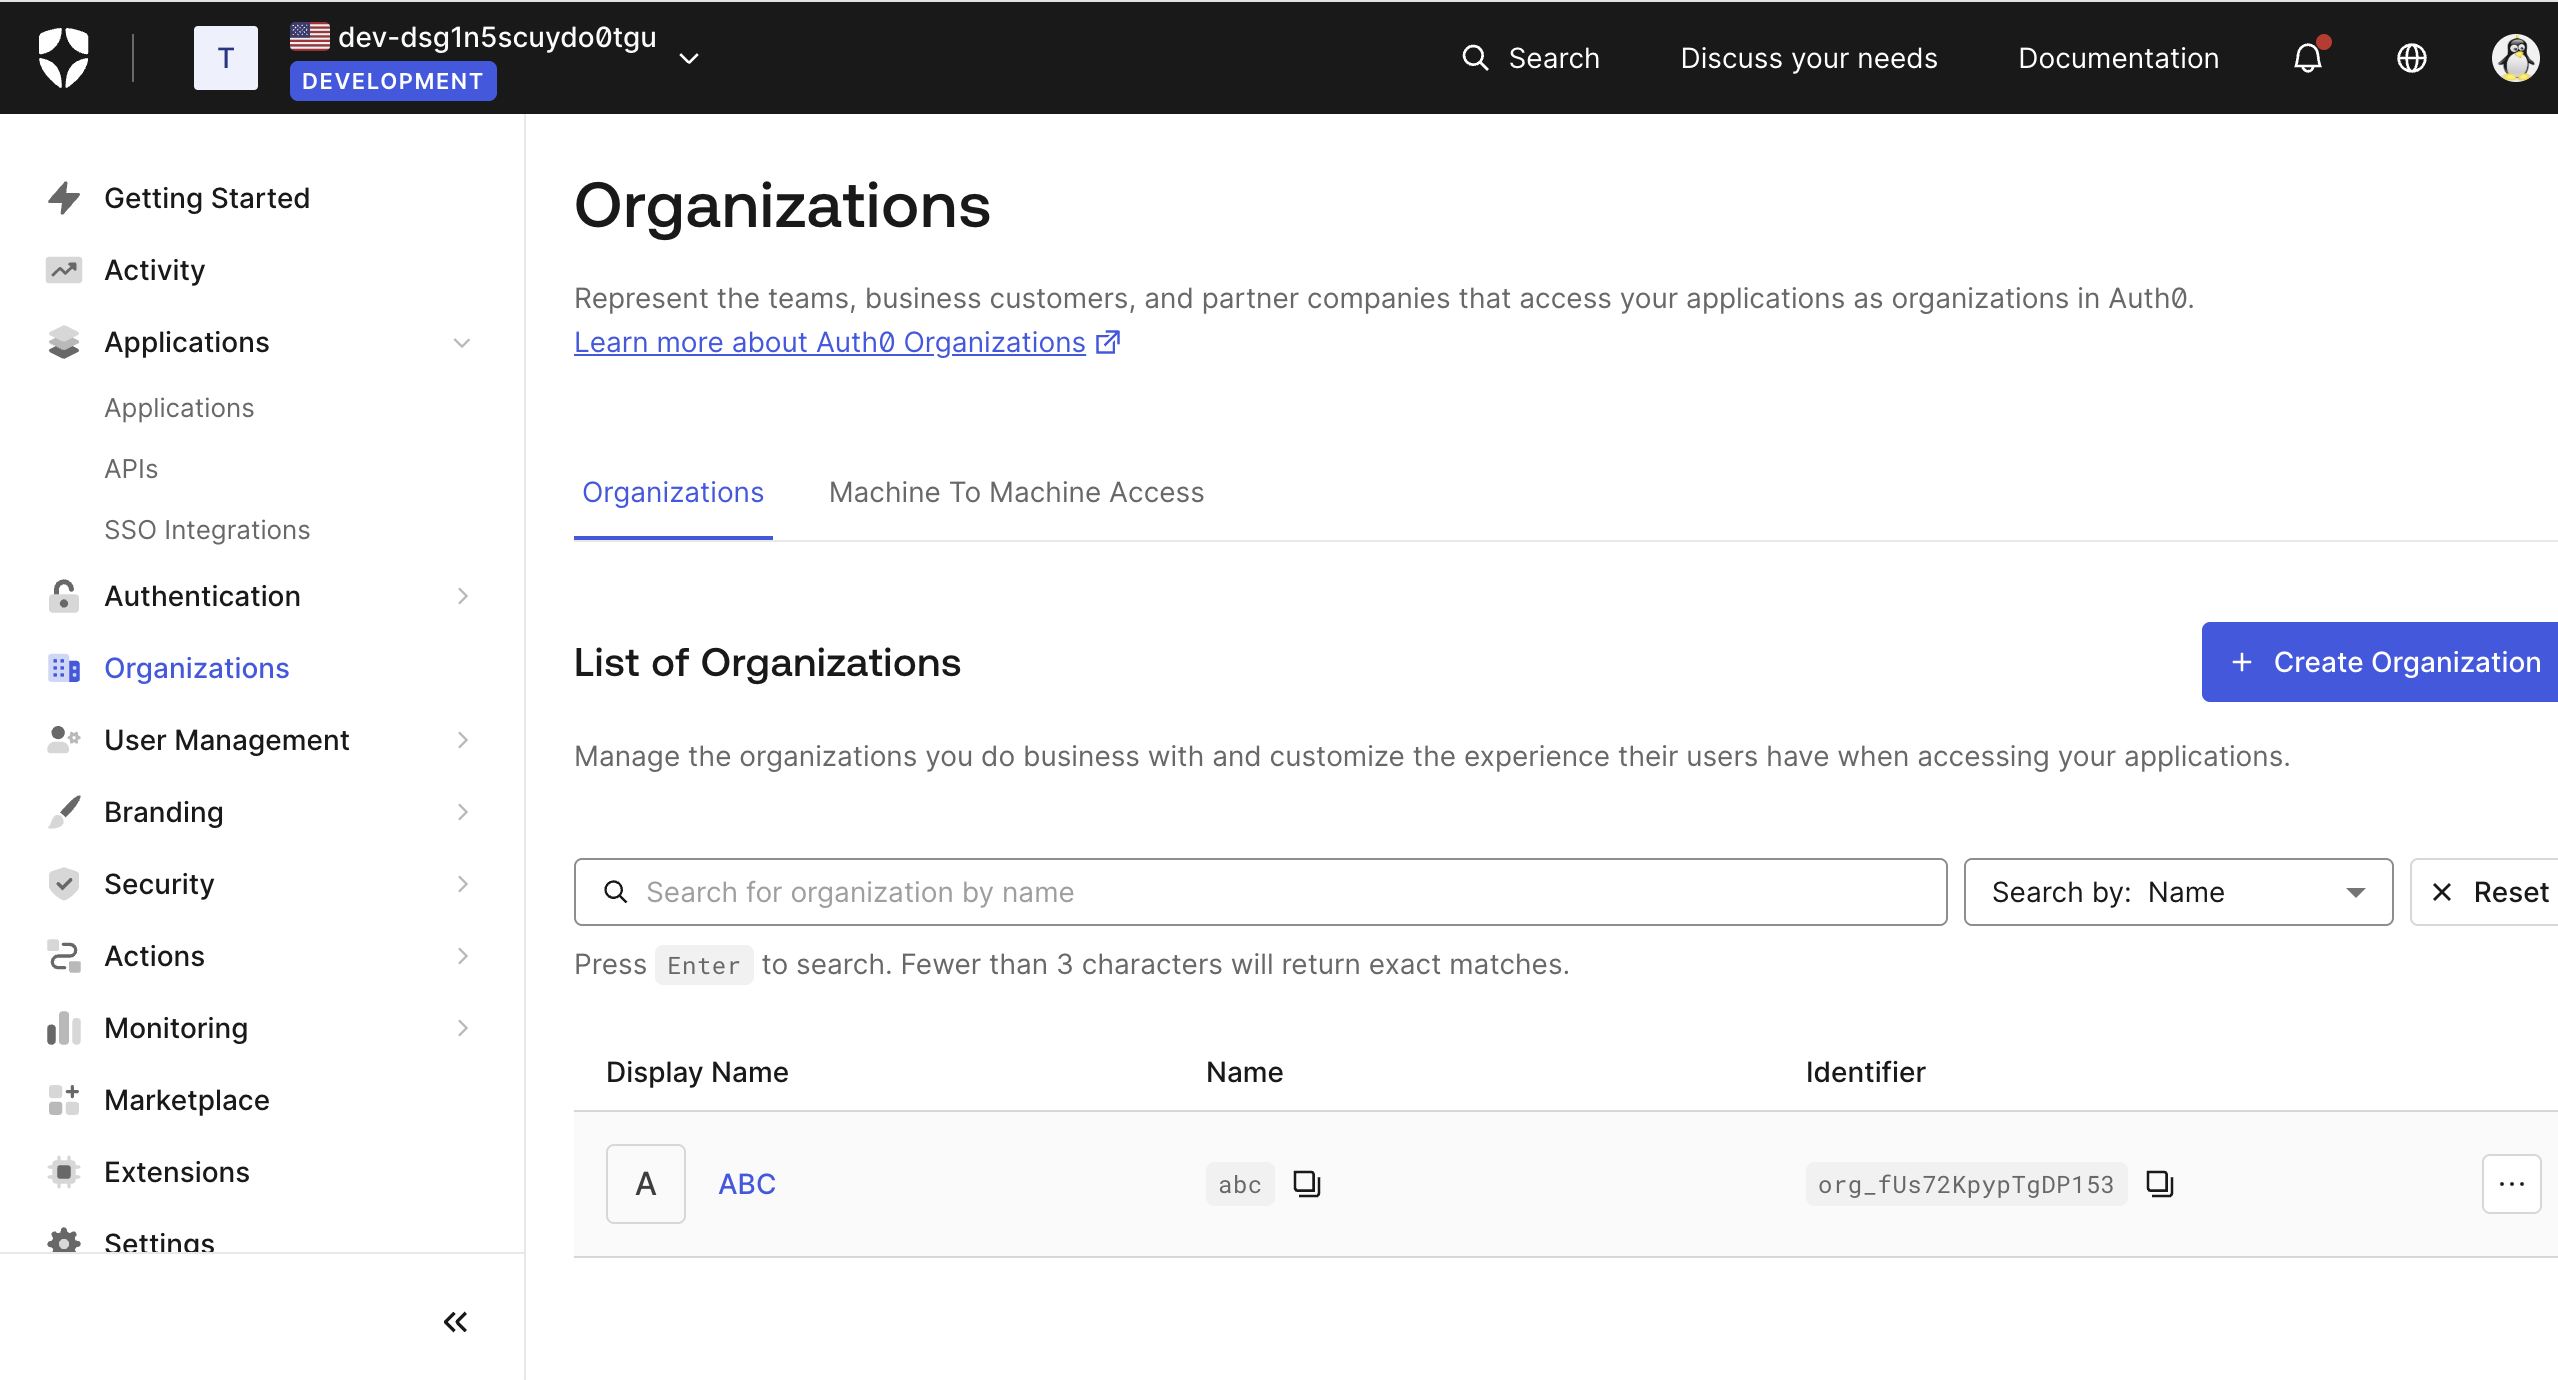 T
dev-dsg1n5scuydo0tgu
DEVELOPMENT
Search
Discuss your needs
Documentation
Getting Started
Activity
Applications
Applications
APIs
SSO Integrations
Authentication
Organizations
User Management
Branding
Security
Actions
Monitoring
Marketplace
Extensions
Settings
Organizations
Represent the teams, business customers, and partner companies that access your applications as organizations in Auth0.
Learn more about Auth0 Organizations
Organizations
Machine To Machine Access
List of Organizations
+ Create Organization
Manage the organizations you do business with and customize the experience their users have when accessing your applications.
Search for organization by name
Search by: Name
Reset
Press Enter to search. Fewer than 3 characters will return exact matches.
Display Name
Name
Identifier
A
ABC
abc
org_fUs72KpypTgDP153